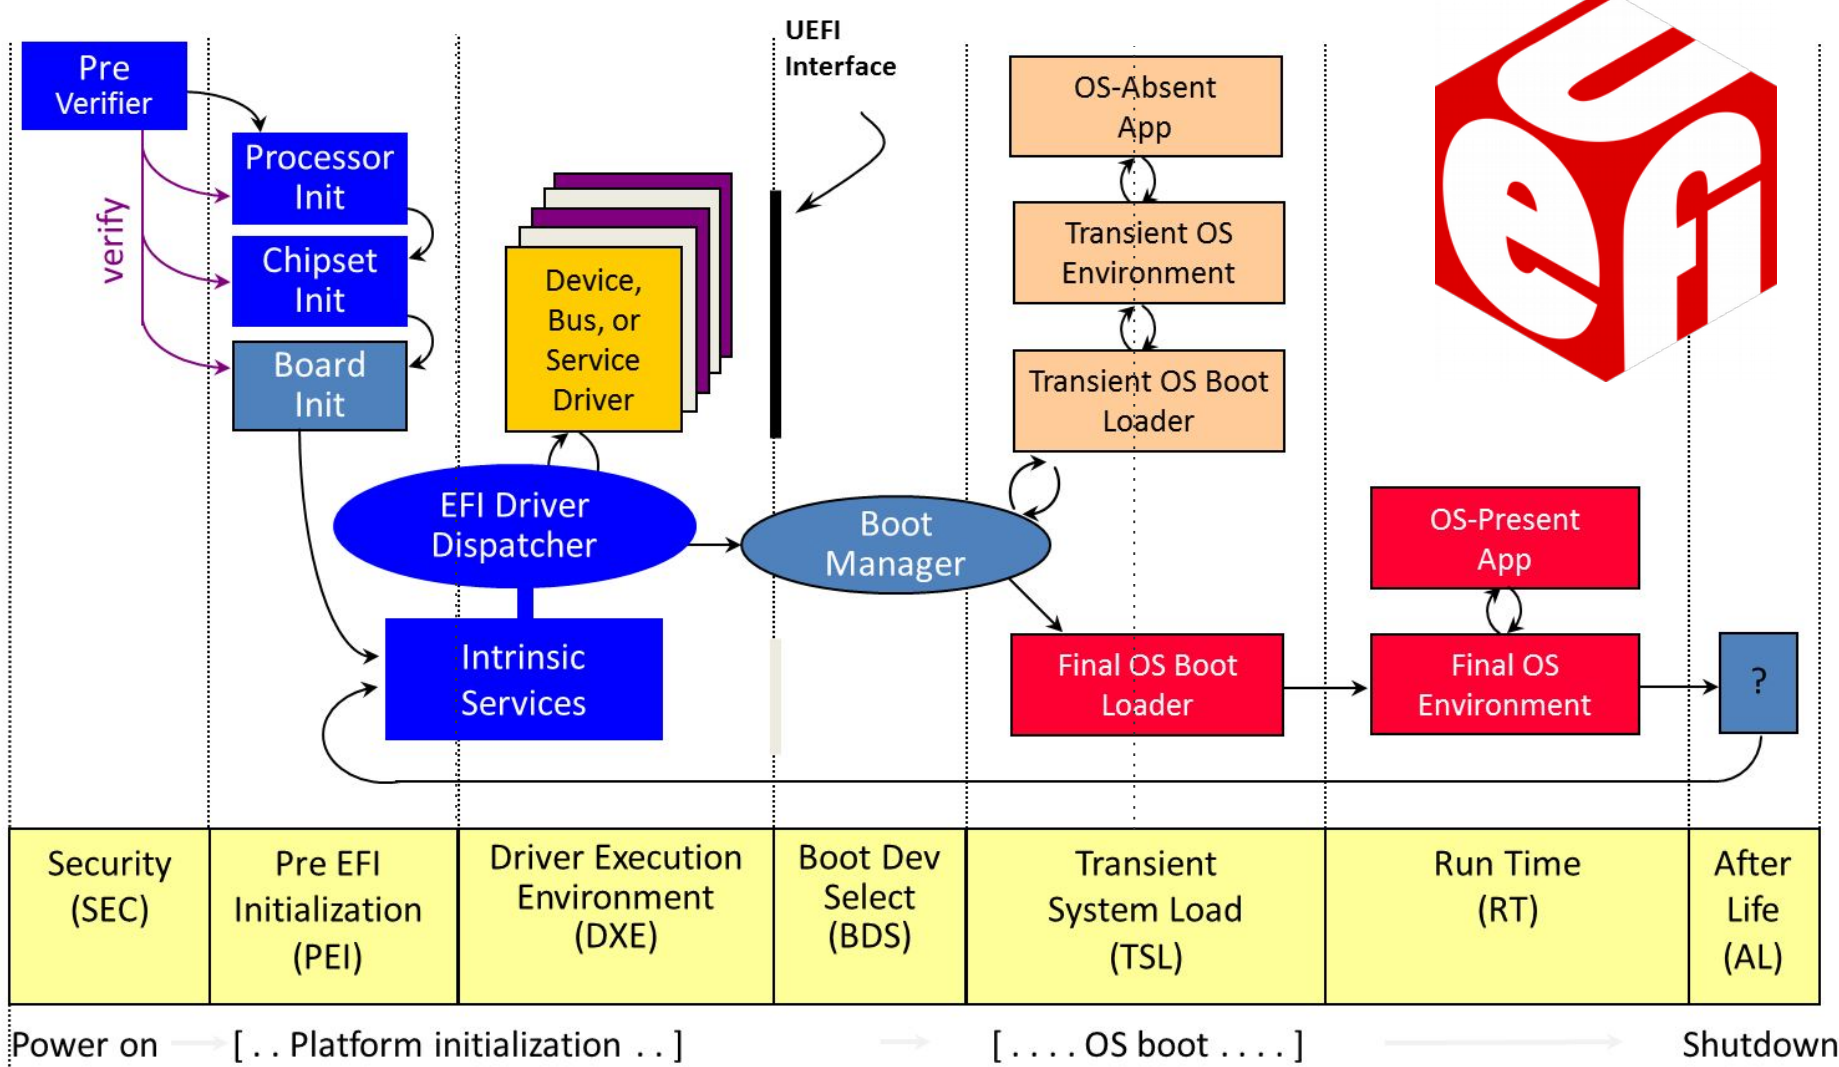 UEFI
Interface
Pre
Verifier
verify
Processor
Init
Chipset
Init
Board
Init
Device,
Bus, or
Service
Driver
EFI Driver
Dispatcher
Intrinsic
Services
Boot
Manager
OS-Absent
App
Transient OS
Environment
Transient OS Boot
Loader
Final OS Boot
Loader
OS-Present
App
Final OS
Environment
?
UEFI
Security
(SEC)
Pre EFI
Initialization
(PEI)
Driver Execution
Environment
(DXE)
Boot Dev
Select
(BDS)
Transient
System Load
(TSL)
Run Time
(RT)
After
Life
(AL)
Power on
[ . . Platform initialization . . ]
[ . . . . OS boot . . . . ]
Shutdown